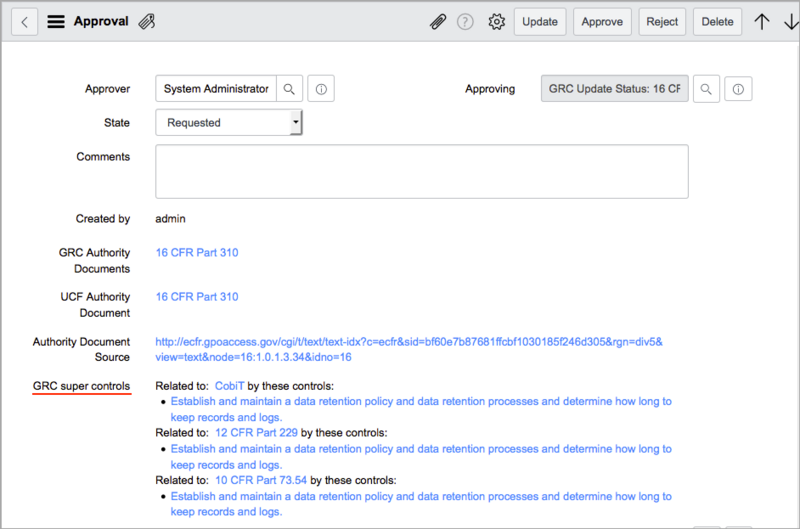 Approval
Update
Approve
Reject
Delete
Approver
System Administrator
Approving
GRC Update Status: 16 CF
State
Requested
Comments
Created by
admin
GRC Authority
Documents
16 CFR Part 310
UCF Authority
Document
16 CFR Part 310
Authority Document
Source
http://ecfr.gpoaccess.gov/cgi/t/text/text-idx?c=ecfr&sid=bf60e7b87681ffcbf1030185f246d305&rgn=div5&
view=text&node=16:1.0.1.3.34&idno=16
GRC super controls
Related to: CobiT by these controls:
• Establish and maintain a data retention policy and data retention processes and determine how long to
keep records and logs.
Related to: 12 CFR Part 229 by these controls:
• Establish and maintain a data retention policy and data retention processes and determine how long to
keep records and logs.
Related to: 10 CFR Part 73.54 by these controls:
• Establish and maintain a data retention policy and data retention processes and determine how long to
keep records and logs.